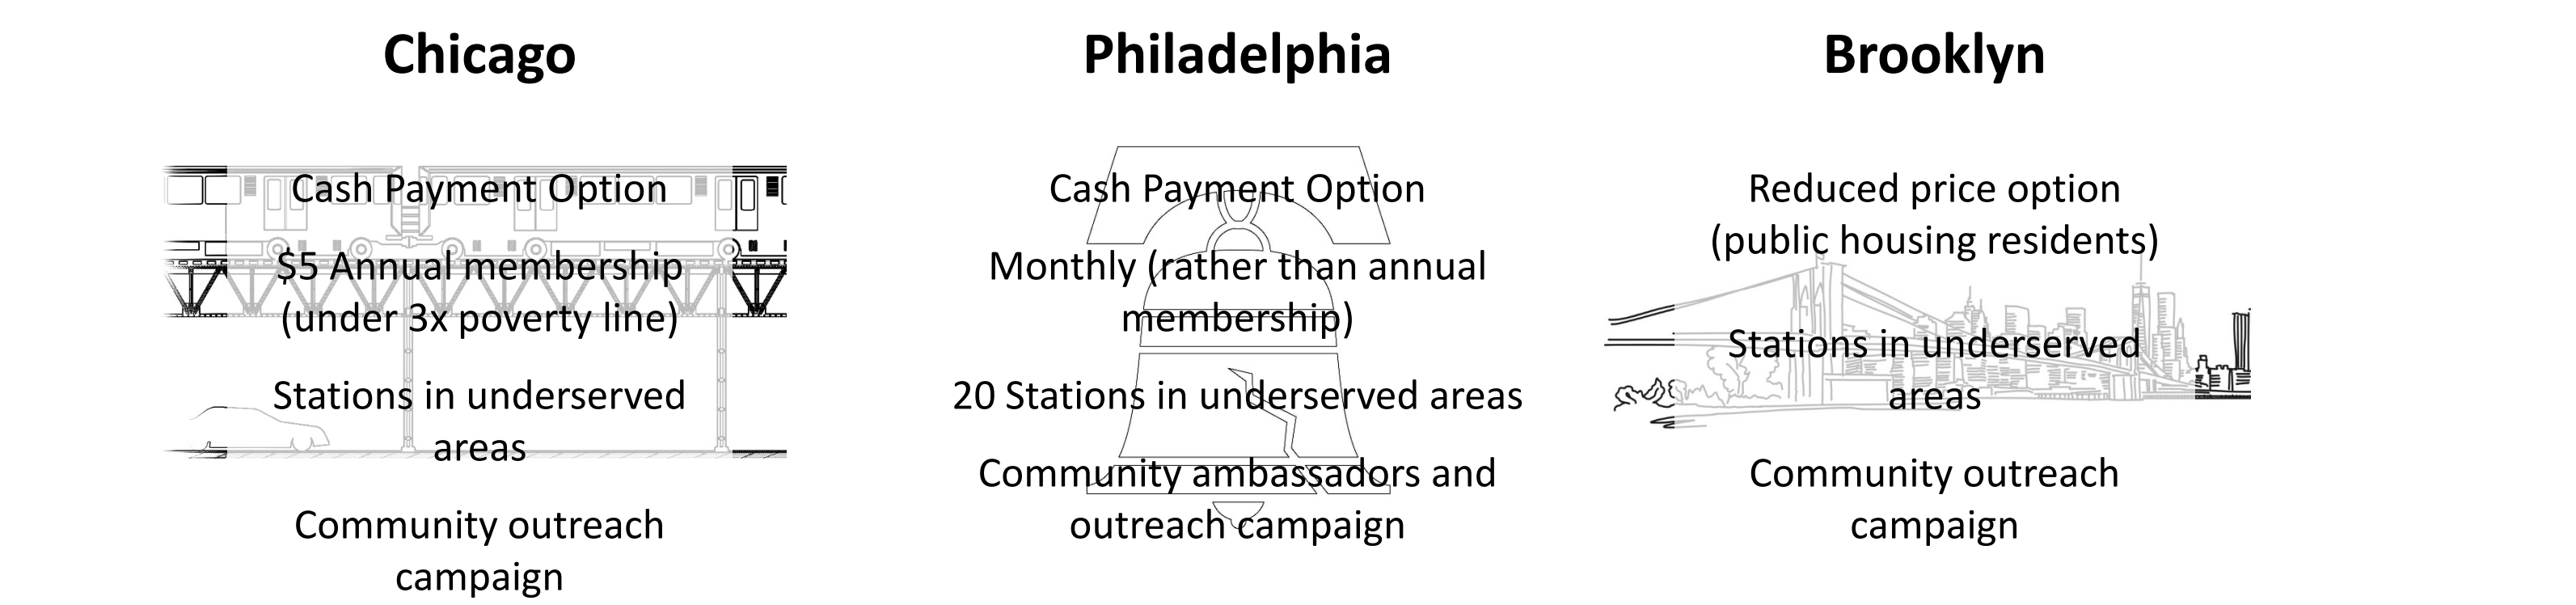 Chicago
Cash Payment Option
$5 Annual membership
(under 3x poverty line)
Stations in underserved
areas
Community outreach
campaign
Philadelphia
Cash Payment Option
Monthly (rather than annual
membership)
20 Stations in underserved areas
Community ambassadors and
outreach campaign
Brooklyn
Reduced price option
(public housing residents)
Stations in underserved
areas
Community outreach
campaign